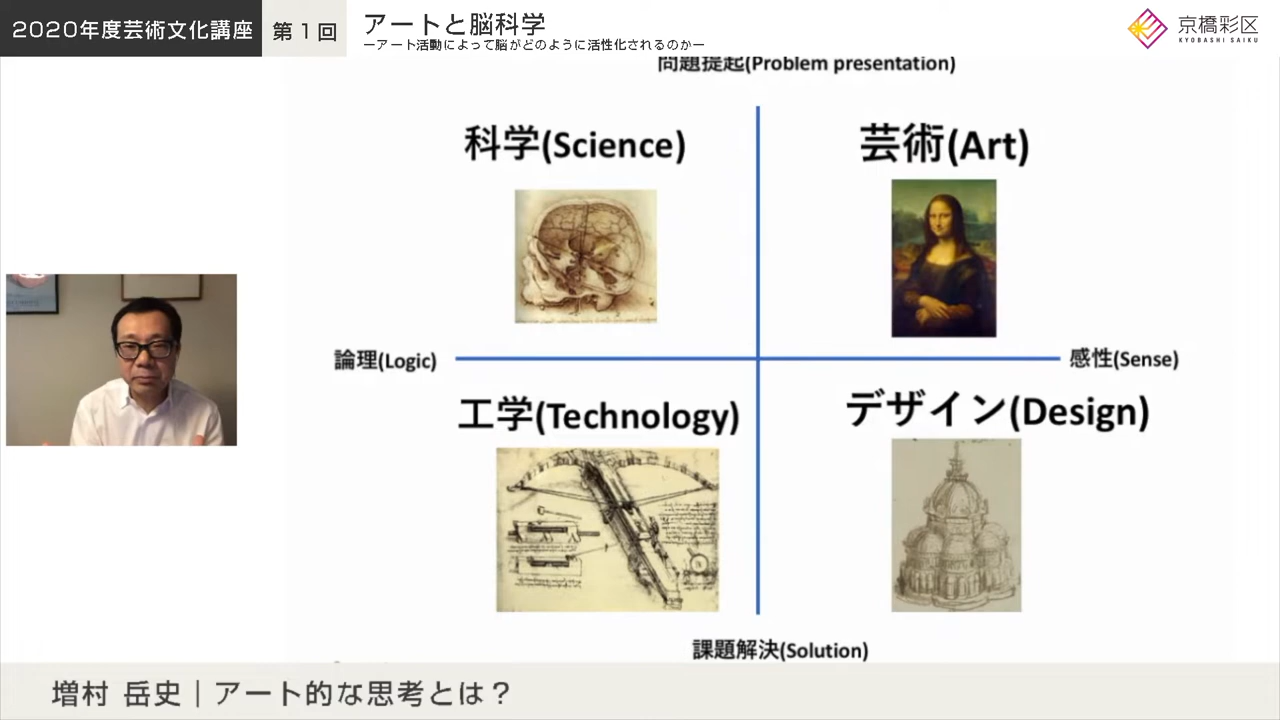 2020年度芸術文化講座
第1回
アートと脳科学
ーアート活動によって脳がどのように活性化されるのかー
京橋彩区
KYOBASHI SAIKU
問題提起(Problem presentation)
科学(Science)
芸術(Art)
論理(Logic)
感性(Sense)
工学(Technology)
デザイン(Design)
課題解決(Solution)
増村 岳史｜アート的な思考とは？